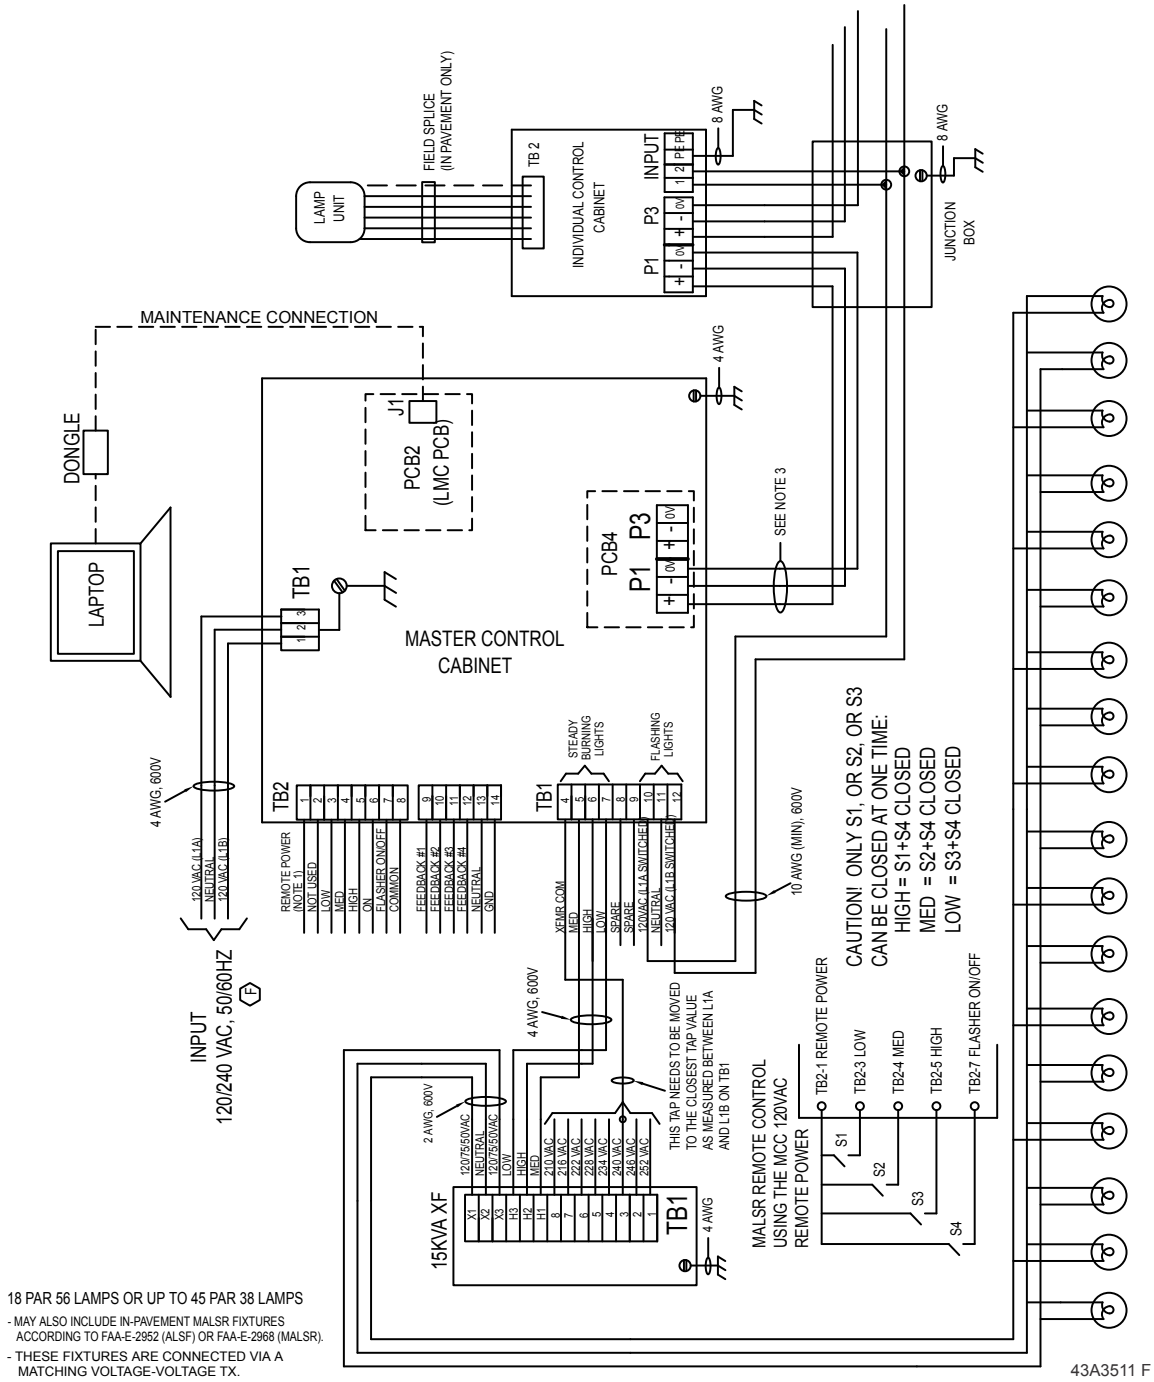 FIELD SPLICE
(IN PAVEMENT ONLY)
LAMP
UNIT
TB 2
INDIVIDUAL CONTROL
CABINET
INPUT
1
2
PE
PE
P3
+
-
0V
P1
+
-
0V
8 AWG
8 AWG
JUNCTION
BOX
MAINTENANCE CONNECTION
DONGLE
LAPTOP
J1
PCB2
(LMC PCB)
4 AWG
PCB4
P1
P3
+
-
0V
+
-
0V
SEE NOTE 3
TB1
1
2
3
MASTER CONTROL
CABINET
4 AWG, 600V
120 VAC (L1A)
NEUTRAL
120 VAC (L1B)
INPUT
120/240 VAC, 50/60HZ
F
TB2
1
2
3
4
5
6
7
8
9
10
11
12
13
14
REMOTE POWER
(NOTE 1)
NOT USED
LOW
MED
HIGH
ON
FLASHER ON/OFF
COMMON
FEEDBACK #1
FEEDBACK #2
FEEDBACK #3
FEEDBACK #4
NEUTRAL
GND
TB1
4
5
6
7
8
9
10
11
12
STEADY
BURNING
LIGHTS
FLASHING
LIGHTS
XFMR COM
MED
HIGH
LOW
SPARE
SPARE
120VAC (L1A SWITCHED)
NEUTRAL
120 VAC (L1B SWITCHED)
10 AWG (MIN), 600V
4 AWG, 600V
2 AWG, 600V
THIS TAP NEEDS TO BE MOVED
TO THE CLOSEST TAP VALUE
AS MEASURED BETWEEN L1A
AND L1B ON TB1
15KVA XF
120/75/50VAC
NEUTRAL
120/75/50VAC
LOW
HIGH
MED
210 VAC
216 VAC
222 VAC
228 VAC
234 VAC
240 VAC
246 VAC
252 VAC
X1
X2
X3
H3
H2
H1
8
7
6
5
4
3
2
1
TB1
4 AWG
MALSR REMOTE CONTROL
USING THE MCC 120VAC
REMOTE POWER
TB2-1 REMOTE POWER
TB2-3 LOW
TB2-4 MED
TB2-5 HIGH
TB2-7 FLASHER ON/OFF
S1
S2
S3
S4
CAUTION! ONLY S1, OR S2, OR S3
CAN BE CLOSED AT ONE TIME:
HIGH = S1+S4 CLOSED
MED = S2+S4 CLOSED
LOW = S3+S4 CLOSED
18 PAR 56 LAMPS OR UP TO 45 PAR 38 LAMPS
- MAY ALSO INCLUDE IN-PAVEMENT MALSR FIXTURES
ACCORDING TO FAA-E-2952 (ALSF) OR FAA-E-2968 (MALSR).
- THESE FIXTURES ARE CONNECTED VIA A
MATCHING VOLTAGE-VOLTAGE TX.
43A3511 F